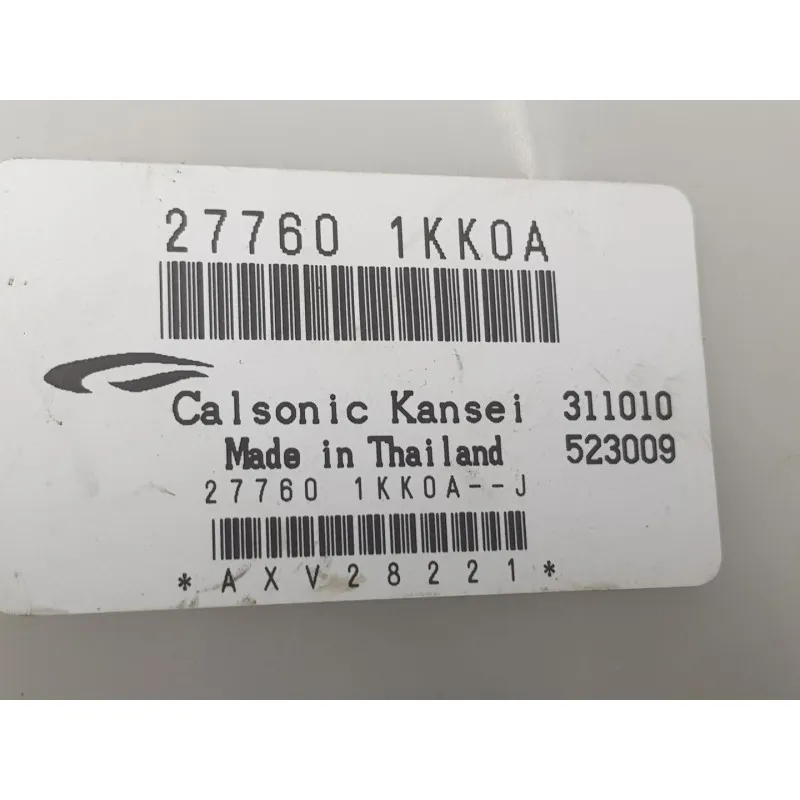 27760 1KK0A
Calsonic Kansei 311010
Made in Thailand 523009
27760 1KK0A--J
*AXV28221*